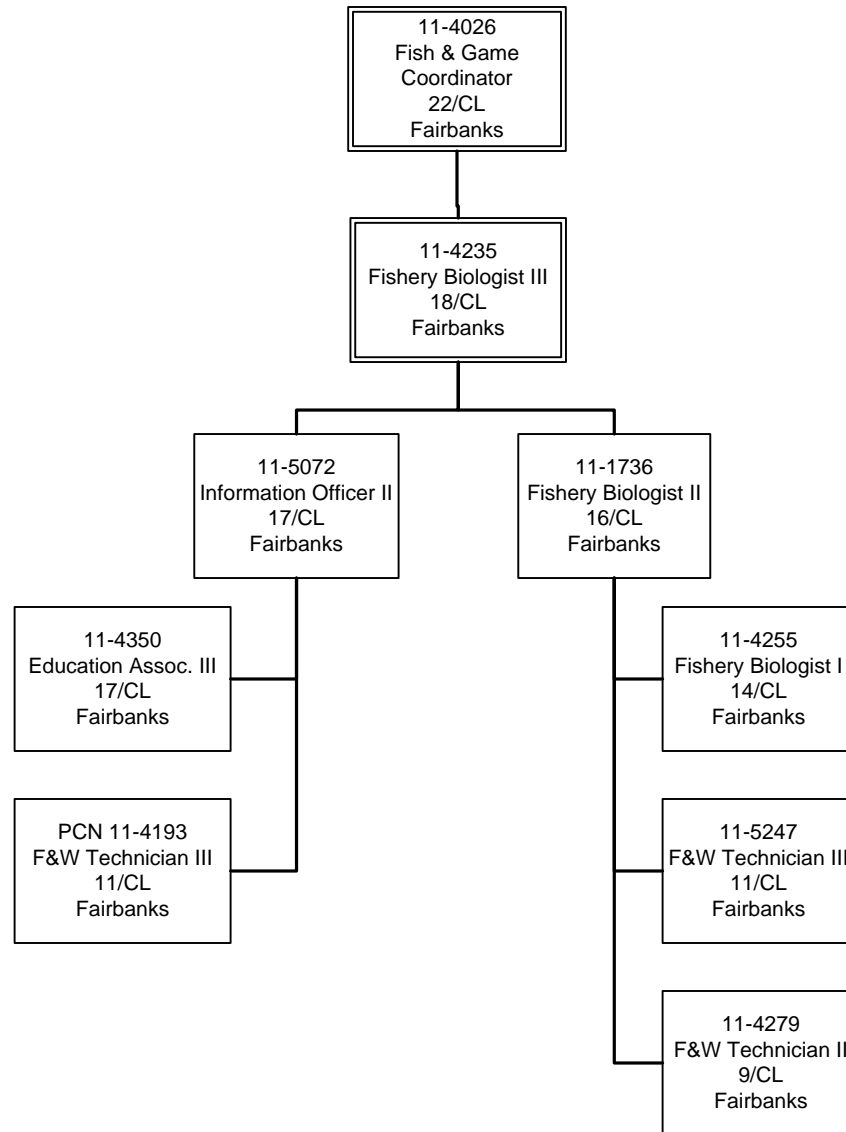 11-4026
Fish & Game
Coordinator
22/CL
Fairbanks
11-4235
Fishery Biologist III
18/CL
Fairbanks
11-5072
Information Officer II
17/CL
Fairbanks
11-1736
Fishery Biologist II
16/CL
Fairbanks
11-4350
Education Assoc. III
17/CL
Fairbanks
11-4255
Fishery Biologist I
14/CL
Fairbanks
PCN 11-4193
F&W Technician III
11/CL
Fairbanks
11-5247
F&W Technician III
11/CL
Fairbanks
11-4279
F&W Technician II
9/CL
Fairbanks